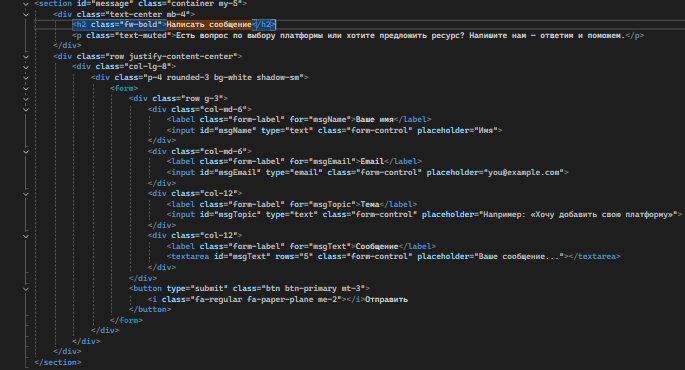 <section id="message" class="container my-5">
<div class="text-center mb-4">
<h2 class="fw-bold">Написать сообщение</h2>
<p class="text-muted">Есть вопрос по выбору платформы или хотите предложить ресурс? Напишите нам – ответим и поможем.</p>
</div>
<div class="row justify-content-center">
<div class="col-lg-8">
<div class="p-4 rounded-3 bg-white shadow-sm">
<form>
<div class="row g-3">
<div class="col-md-6">
<label class="form-label" for="msgName">Ваше имя</label>
<input id="msgName" type="text" class="form-control" placeholder="Имя">
</div>
<div class="col-md-6">
<label class="form-label" for="msgEmail">Email</label>
<input id="msgEmail" type="email" class="form-control" placeholder="you@example.com">
</div>
<div class="col-12">
<label class="form-label" for="msgTopic">Тема</label>
<input id="msgTopic" type="text" class="form-control" placeholder="Например: «Хочу добавить свою платформу»">
</div>
<div class="col-12">
<label class="form-label" for="msgText">Сообщение</label>
<textarea id="msgText" rows="5" class="form-control" placeholder="Ваше сообщение..."></textarea>
</div>
</div>
<button type="submit" class="btn btn-primary mt-3">
<i class="fa-regular fa-paper-plane me-2"></i>Отправить
</button>
</form>
</div>
</div>
</div>
</section>